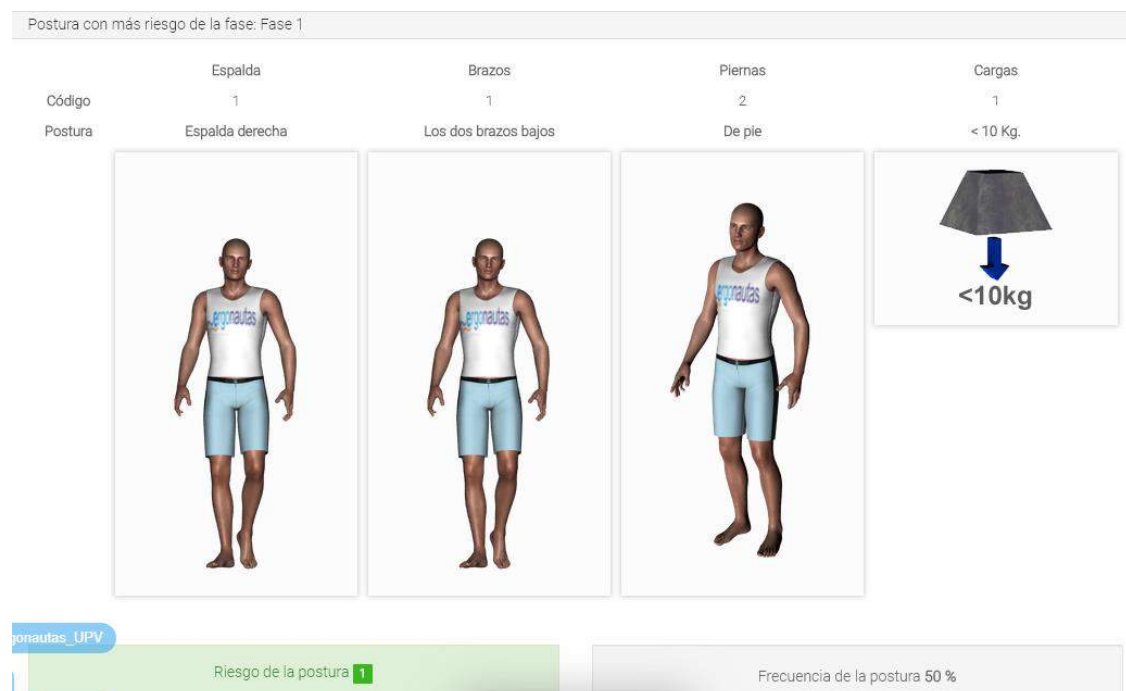 Postura con más riesgo de la fase: Fase 1
Espalda Brazos Piernas Cargas
Código 1 1 2 1
Postura Espalda derecha Los dos brazos bajos De pie < 10 Kg.
ergonautas ergonautas ergonautas
<10kg
gonautas_UPV
Riesgo de la postura 1
Frecuencia de la postura 50 %